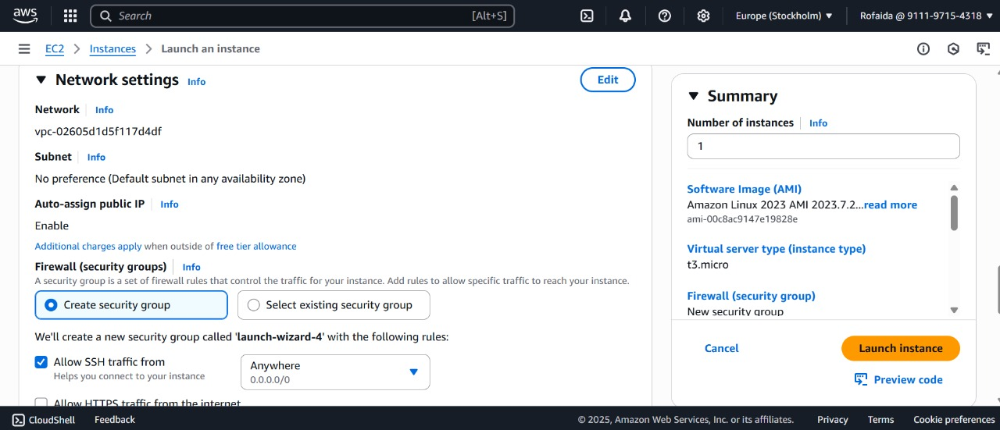 aws
Search [Alt+S]
Europe (Stockholm)
Rofaida @ 9111-9715-4318
EC2 > Instances > Launch an instance
Network settings Info
Edit
Network Info
vpc-02605d1d5f117d4df
Subnet Info
No preference (Default subnet in any availability zone)
Auto-assign public IP Info
Enable
Additional charges apply when outside of free tier allowance
Firewall (security groups) Info
A security group is a set of firewall rules that control the traffic for your instance. Add rules to allow specific traffic to reach your instance.
Create security group
Select existing security group
We'll create a new security group called 'launch-wizard-4' with the following rules:
Allow SSH traffic from
Helps you connect to your instance
Anywhere
0.0.0.0/0
Allow HTTPS traffic from the internet
Summary
Number of instances Info
1
Software Image (AMI)
Amazon Linux 2023 AMI 2023.7.2...read more
ami-00c8ac9147e19828e
Virtual server type (instance type)
t3.micro
Firewall (security group)
New security group
Cancel
Launch instance
Preview code
CloudShell
Feedback
© 2025, Amazon Web Services, Inc. or its affiliates.
Privacy
Terms
Cookie preferences